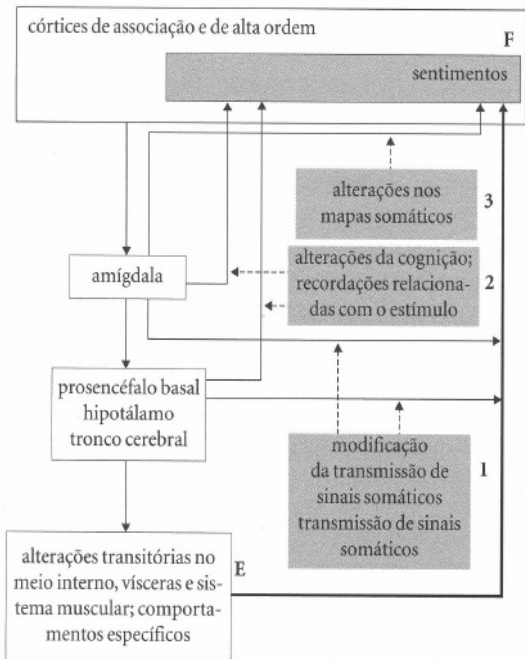 córtices de associação e de alta ordem
F
sentimentos
alterações nos
mapas somáticos
3
amígdala
alterações da cognição;
recordações relaciona-
das com o estímulo
2
prosencéfalo basal
hipotálamo
tronco cerebral
modificação
da transmissão de
sinais somáticos
transmissão de sinais
somáticos
1
alterações transitórias no
meio interno, vísceras e sis-
tema muscular; comporta-
mentos específicos
E